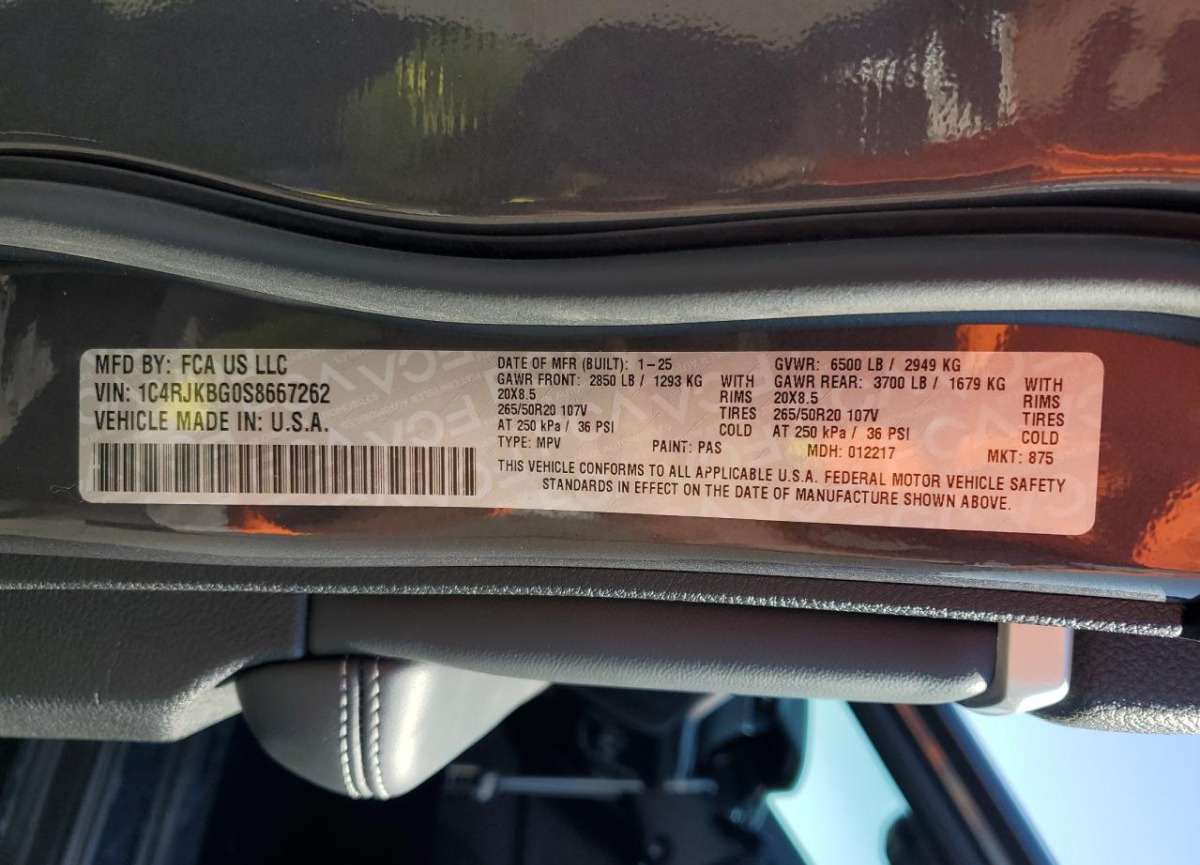 MFD BY: FCA US LLC
VIN: 1C4RJKBG0S8667262
VEHICLE MADE IN: U.S.A.
DATE OF MFR (BUILT): 1-25
GAWR FRONT: 2850 LB / 1293 KG WITH
20X8.5 RIMS
265/50R20 107V TIRES
AT 250 kPa / 36 PSI COLD
TYPE: MPV PAINT: PAS
GVWR: 6500 LB / 2949 KG
GAWR REAR: 3700 LB / 1679 KG WITH
20X8.5 RIMS
265/50R20 107V TIRES
AT 250 kPa / 36 PSI COLD
MDH: 012217 MKT: 875
THIS VEHICLE CONFORMS TO ALL APPLICABLE U.S.A. FEDERAL MOTOR VEHICLE SAFETY
STANDARDS IN EFFECT ON THE DATE OF MANUFACTURE SHOWN ABOVE.